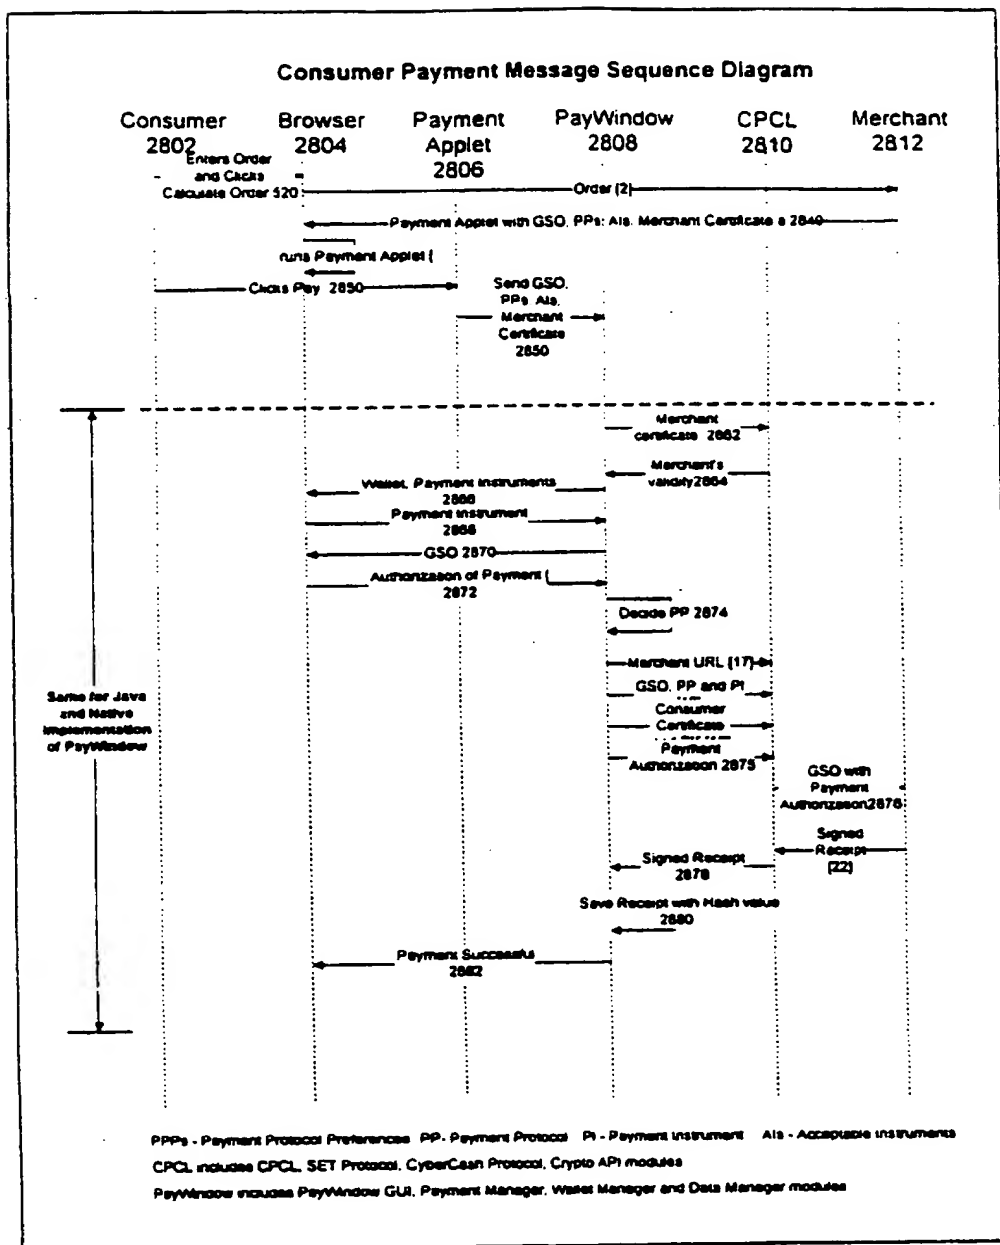 Consumer Payment Message Sequence Diagram
Consumer
2802
Browser
2804
Payment
Applet
2806
PayWindow
2808
CPCL
2810
Merchant
2812
Enters Order
and Clicks
Calculate Order 520
Order [2]
Payment Applet with GSO, PPs; AIs, Merchant Certificate a 2840
runs Payment Applet [
Clicks Pay 2850
Send GSO,
PPs, AIs,
Merchant
Certificate
2850
Merchant
certificate 2862
Merchant's
validity2864
Wallet, Payment Instruments
2866
Payment Instrument
2868
GSO 2870
Authorization of Payment [
2872
Decide PP 2874
Merchant URL [17]
GSO, PP and PI
Consumer
Certificate
Payment
Authorization 2875
GSO with
Payment
Authorization2876
Signed
Receipt
[22]
Signed Receipt
2878
Save Receipt with Hash value
2880
Payment Successful
2882
Same for Java
and Native
Implementation
of PayWindow
PPPs - Payment Protocol Preferences PP- Payment Protocol PI - Payment Instrument AIs - Acceptable Instruments
CPCL includes CPCL, SET Protocol, CyberCash Protocol, Crypto API modules
PayWindow includes PayWindow GUI, Payment Manager, Wallet Manager and Data Manager modules